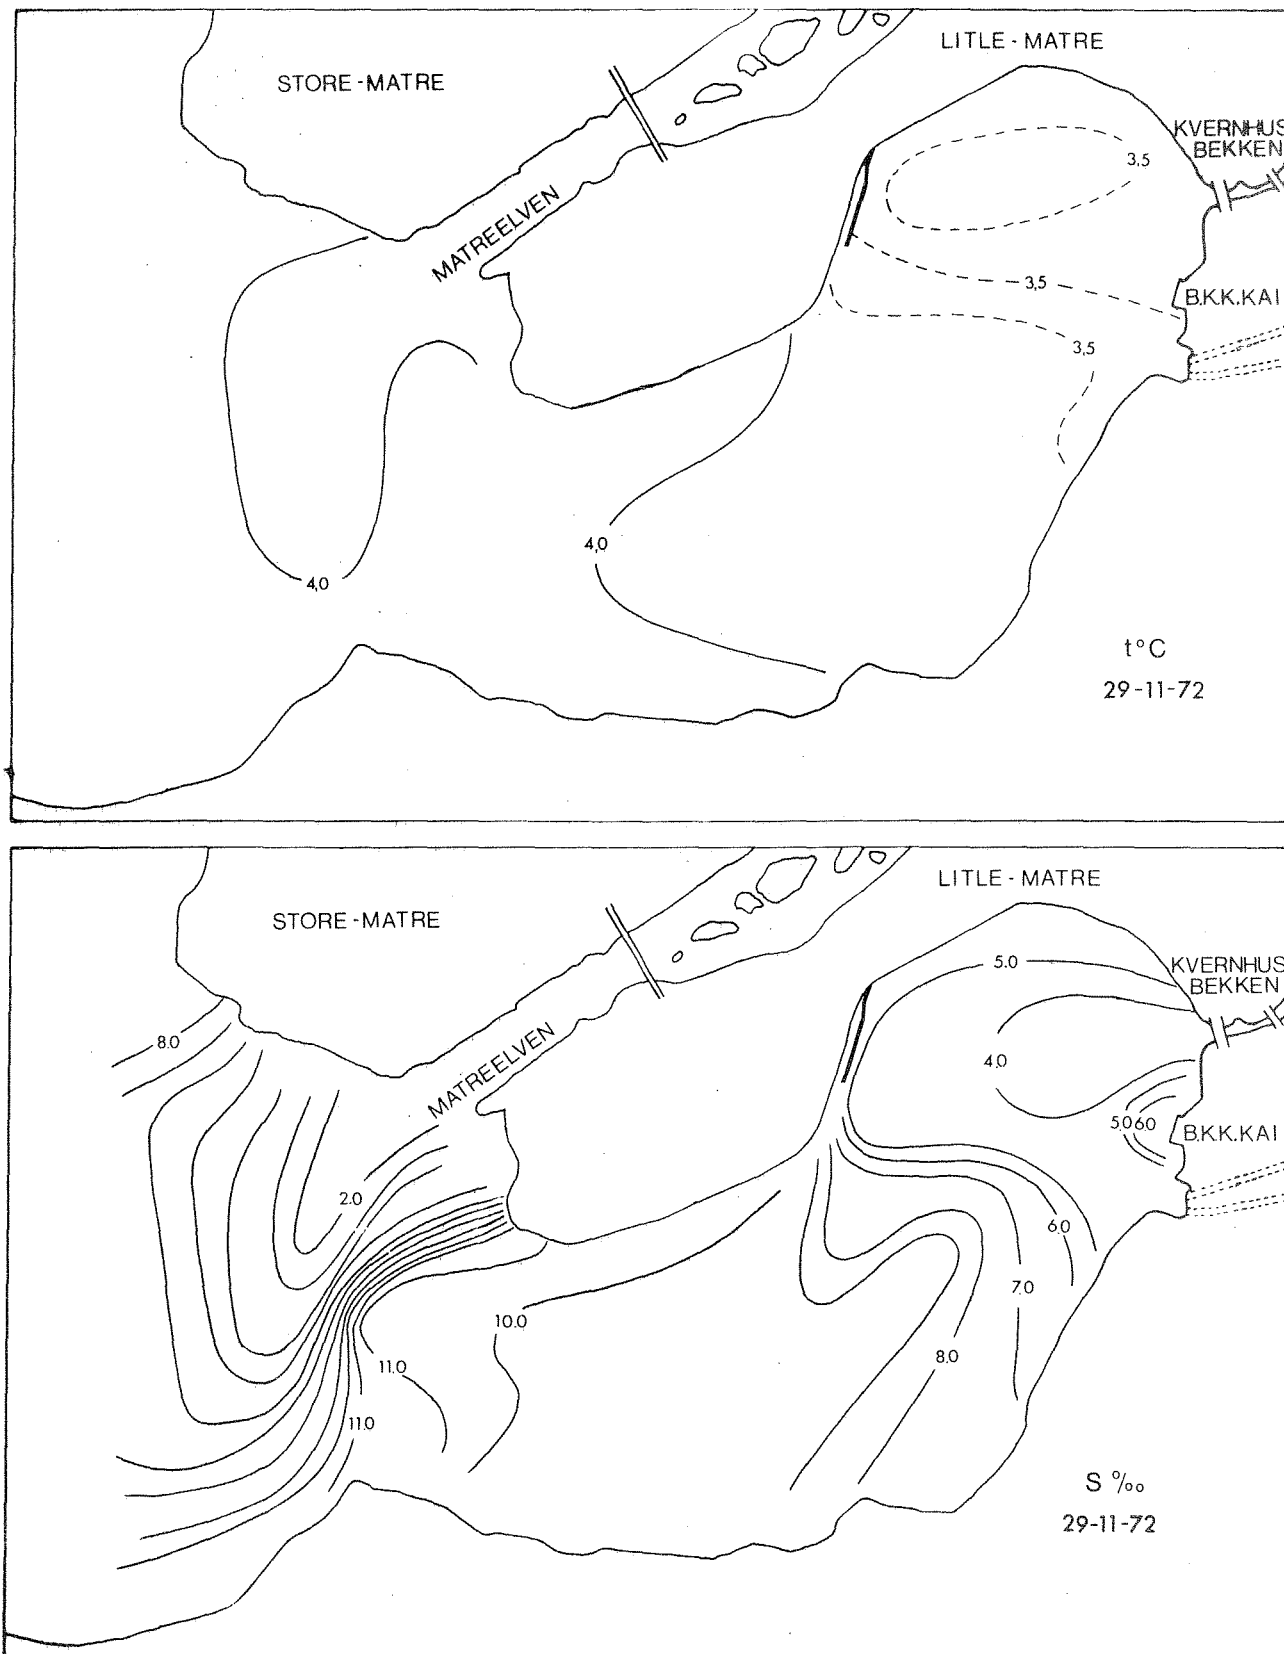 STORE-MATRE
LITLE-MATRE
KVERNHUS
BEKKEN
3,5
MATREELVEN
3,5
B.K.K.KAI
3,5
4,0
4,0
t°C
29-11-72
STORE-MATRE
LITLE-MATRE
5.0
KVERNHUS
BEKKEN
8.0
4.0
MATREELVEN
5.0 6.0
B.K.K.KAI
2.0
6.0
7.0
10.0
8.0
11.0
11.0
S ‰
29-11-72